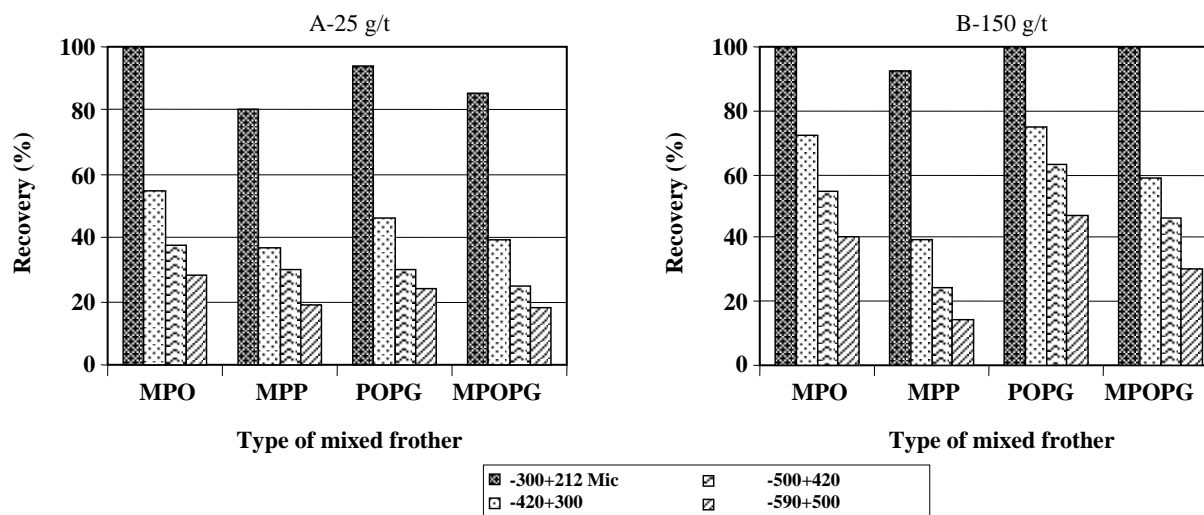 A-25 g/t
100
80
60
40
20
0
Recovery (%)
MPO MPP POPG MPOPG
Type of mixed frother
B-150 g/t
100
80
60
40
20
0
Recovery (%)
MPO MPP POPG MPOPG
Type of mixed frother
-300+212 Mic -500+420
-420+300 -590+500